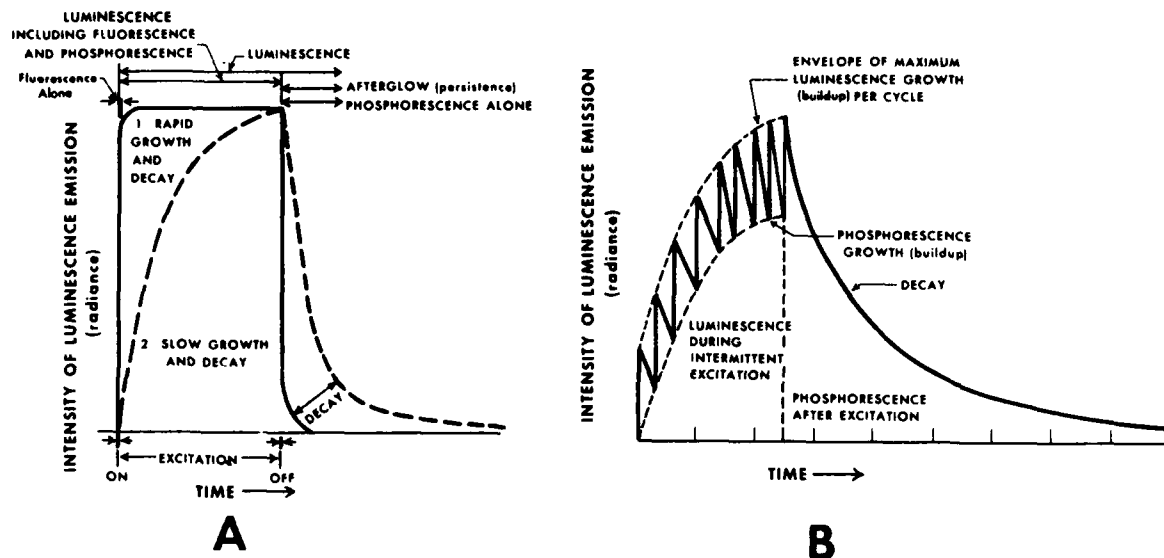 LUMINESCENCE
INCLUDING FLUORESCENCE
AND PHOSPHORESCENCE
LUMINESCENCE
Fluorescence
Alone
AFTERGLOW (persistence)
PHOSPHORESCENCE ALONE
1 RAPID
GROWTH
AND
DECAY
2 SLOW GROWTH
AND DECAY
DECAY
INTENSITY OF LUMINESCENCE EMISSION
(radiance)
EXCITATION
ON
OFF
TIME
A
ENVELOPE OF MAXIMUM
LUMINESCENCE GROWTH
(buildup) PER CYCLE
PHOSPHORESCENCE
GROWTH (buildup)
DECAY
LUMINESCENCE
DURING
INTERMITTENT
EXCITATION
PHOSPHORESCENCE
AFTER EXCITATION
INTENSITY OF LUMINESCENCE EMISSION
(radiance)
TIME
B